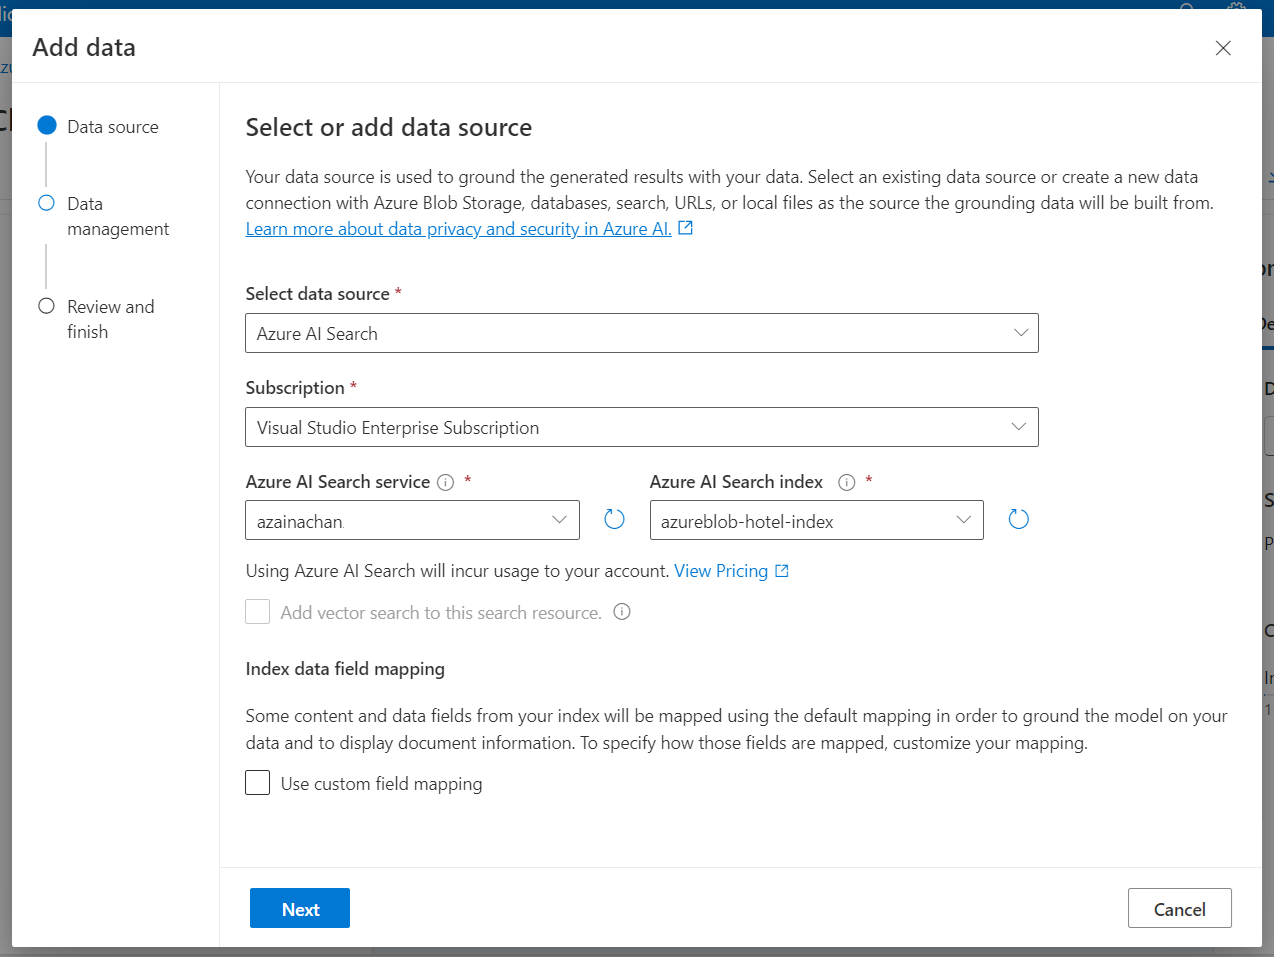 Add data
Data source
Data
management
Review and
finish
Select or add data source
Your data source is used to ground the generated results with your data. Select an existing data source or create a new data
connection with Azure Blob Storage, databases, search, URLs, or local files as the source the grounding data will be built from.
Learn more about data privacy and security in Azure AI.
Select data source *
Azure AI Search
Subscription *
Visual Studio Enterprise Subscription
Azure AI Search service *
Azure AI Search index *
azainachan
azureblob-hotel-index
Using Azure AI Search will incur usage to your account. View Pricing
Add vector search to this search resource.
Index data field mapping
Some content and data fields from your index will be mapped using the default mapping in order to ground the model on your
data and to display document information. To specify how those fields are mapped, customize your mapping.
Use custom field mapping
Next
Cancel